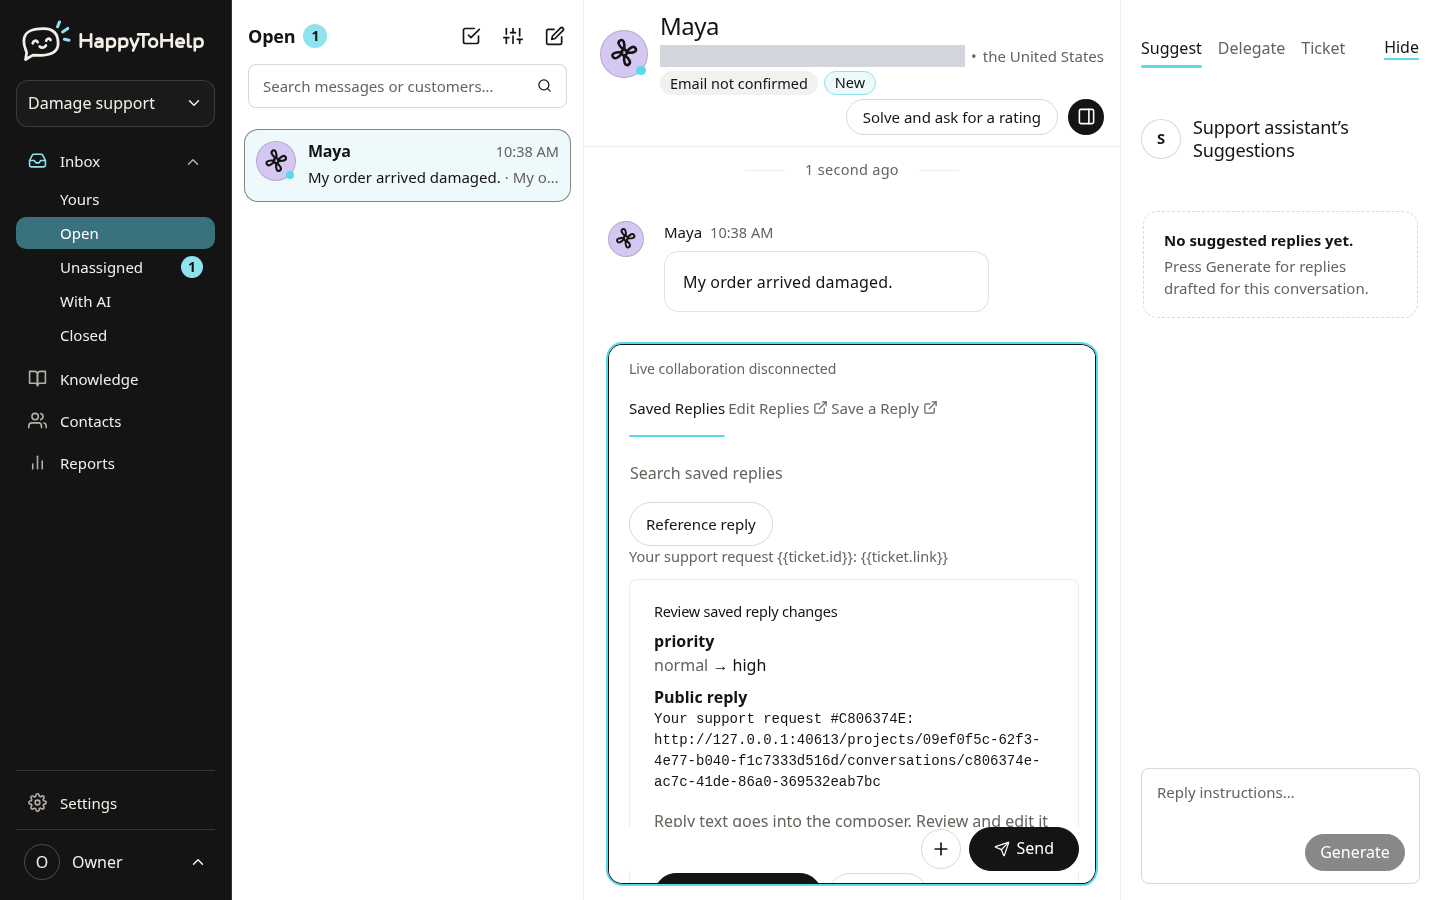 HappyToHelp
Damage support
Inbox
Yours
Open
Unassigned 1
With AI
Closed
Knowledge
Contacts
Reports
Settings
O Owner
Open 1
Search messages or customers...
Maya 10:38 AM
My order arrived damaged. · My o...
Maya
• the United States
Email not confirmed New
Solve and ask for a rating
1 second ago
Maya 10:38 AM
My order arrived damaged.
Live collaboration disconnected
Saved Replies Edit Replies Save a Reply
Search saved replies
Reference reply
Your support request {{ticket.id}}: {{ticket.link}}
Review saved reply changes
priority
normal → high
Public reply
Your support request #C806374E:
http://127.0.0.1:40613/projects/09ef0f5c-62f3-
4e77-b040-f1c7333d516d/conversations/c806374e-
ac7c-41de-86a0-369532eab7bc
Reply text goes into the composer. Review and edit it
Send
Suggest Delegate Ticket Hide
S Support assistant’s
Suggestions
No suggested replies yet.
Press Generate for replies
drafted for this conversation.
Reply instructions...
Generate